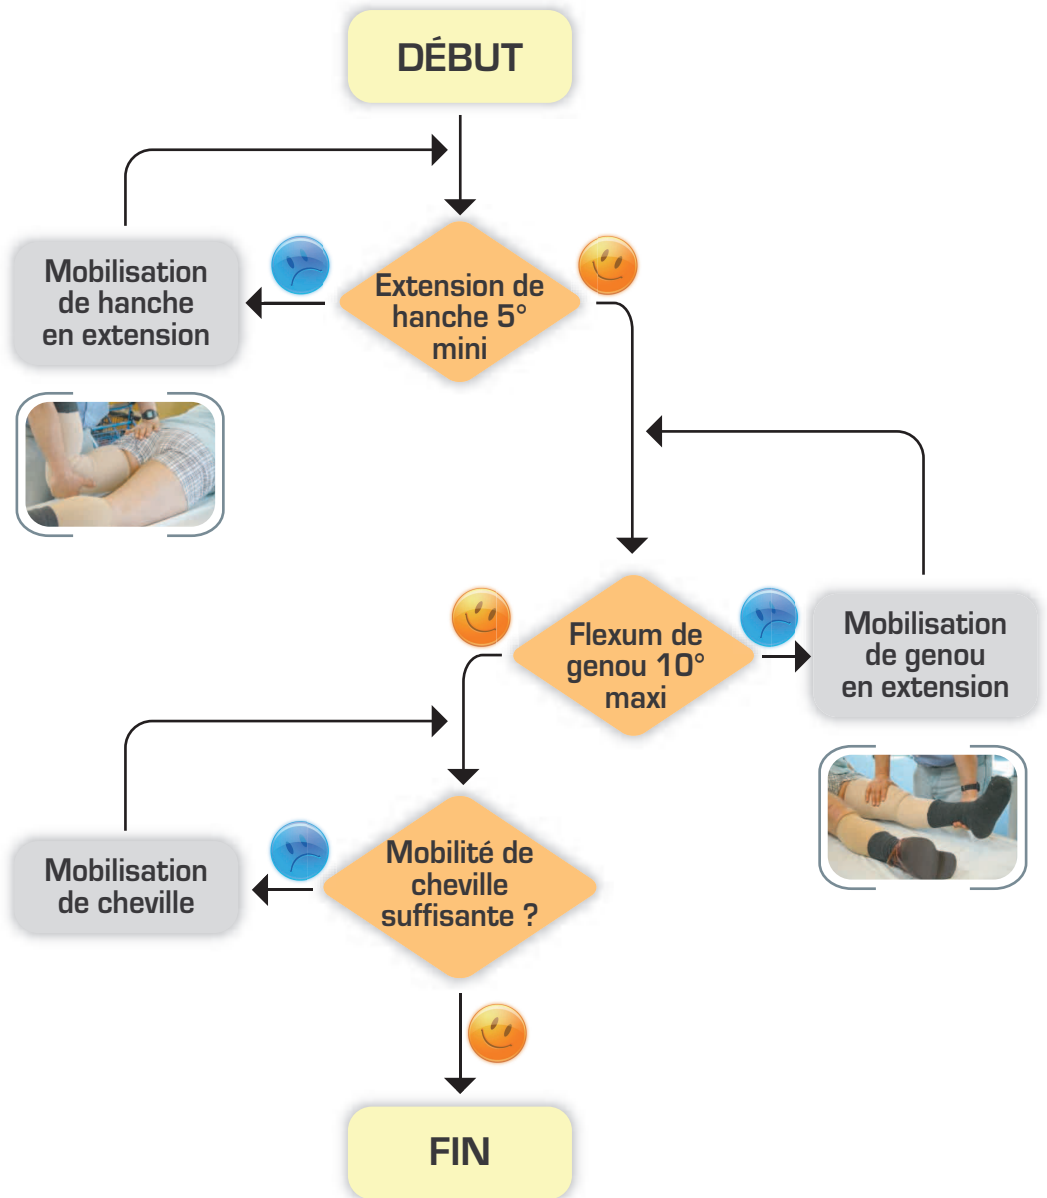 DÉBUT
Mobilisation
de hanche
en extension
Extension de
hanche 5°
mini
Flexum de
genou 10°
maxi
Mobilisation
de genou
en extension
Mobilisation
de cheville
Mobilité de
cheville
suffisante ?
FIN